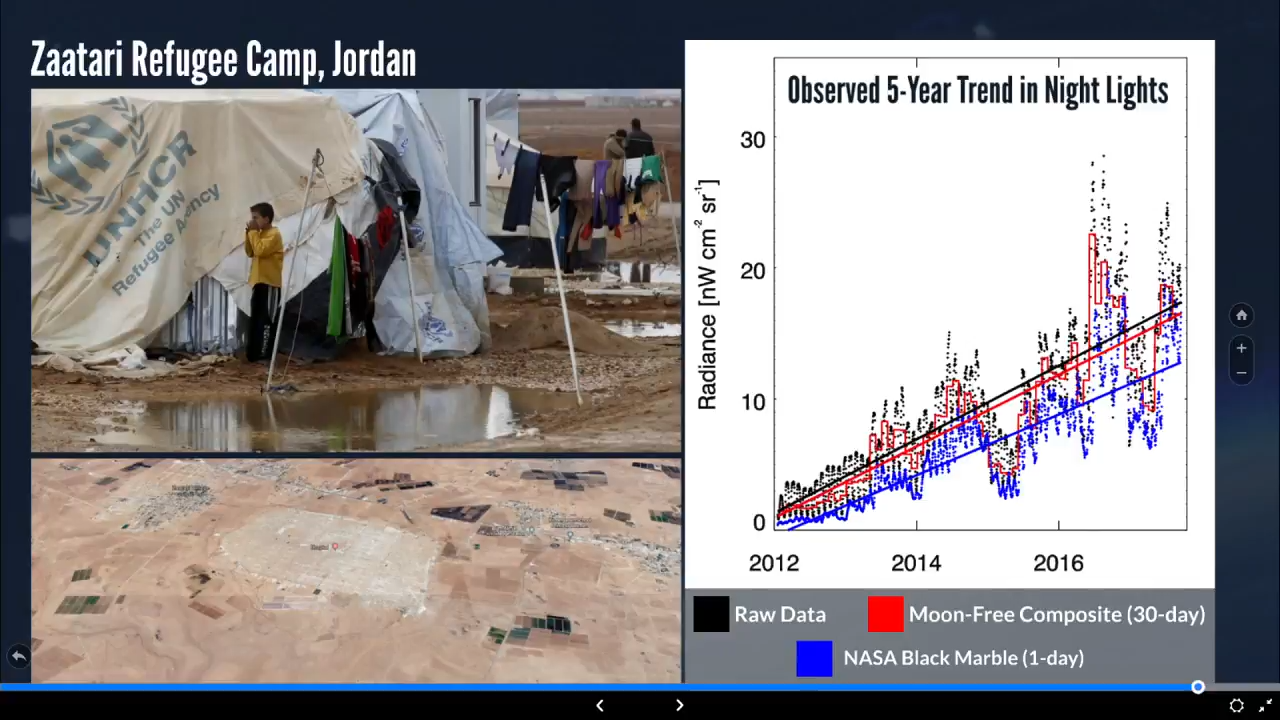 Zaatari Refugee Camp, Jordan
UNHCR
The UN
Refugee Agency
Observed 5-Year Trend in Night Lights
Radiance [nW cm⁻² sr⁻¹]
30
20
10
0
2012
2014
2016
Raw Data
Moon-Free Composite (30-day)
NASA Black Marble (1-day)